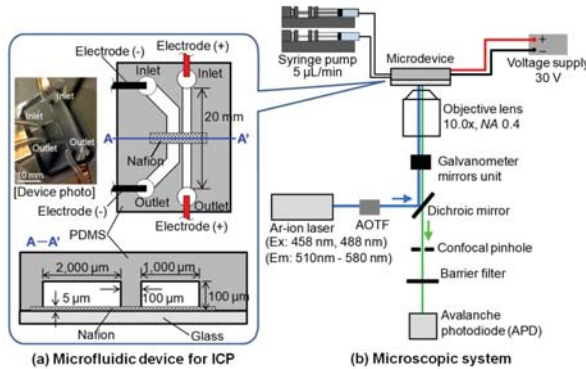 Electrode (-)
Electrode (+)
Inlet
Inlet
Inlet
Inlet
Outlet
Outlet
10 mm
[Device photo]
A
A'
20 mm
Nafion
Outlet
Outlet
Electrode (-)
Electrode (+)
PDMS
A－A'
2,000 µm
1,000 µm
5 µm
100 µm
100 µm
Nafion
Glass
(a) Microfluidic device for ICP
Syringe pump
5 µL/min
Microdevice
+
−
Voltage supply
30 V
Objective lens
10.0x, NA 0.4
Galvanometer
mirrors unit
Dichroic mirror
Ar-ion laser
AOTF
(Ex: 458 nm, 488 nm)
(Em: 510nm - 580 nm)
Confocal pinhole
Barrier filter
Avalanche
photodiode (APD)
(b) Microscopic system